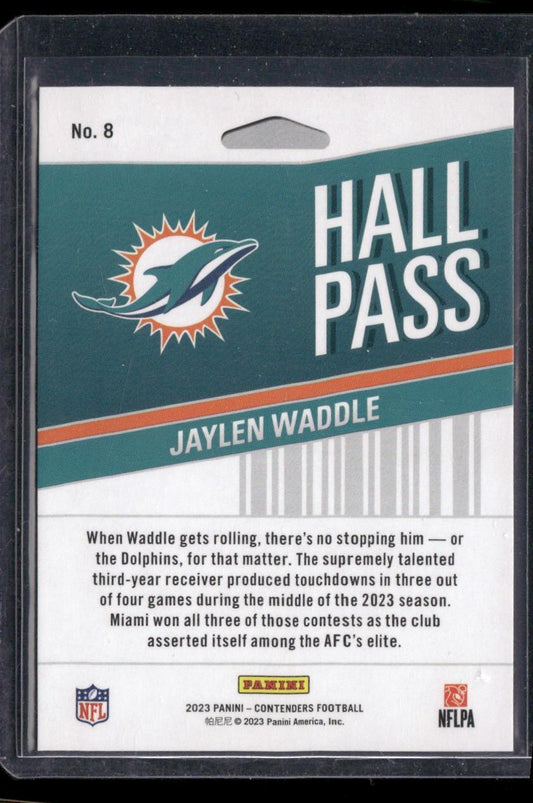 No. 8
HALL
PASS
JAYLEN WADDLE
When Waddle gets rolling, there's no stopping him — or
the Dolphins, for that matter. The supremely talented
third-year receiver produced touchdowns in three out
of four games during the middle of the 2023 season.
Miami won all three of those contests as the club
asserted itself among the AFC's elite.
PANINI
2023 PANINI – CONTENDERS FOOTBALL
帕尼尼 © 2023 Panini America, Inc.
NFL
NFLPA